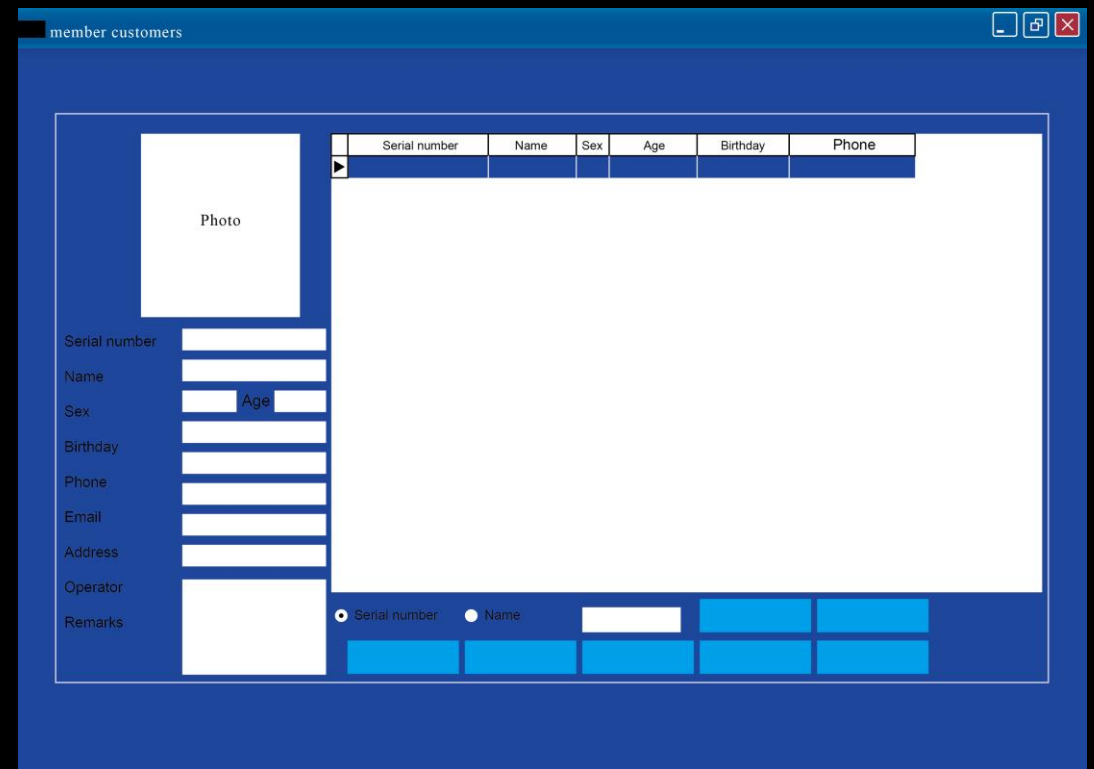 member customers
Photo
Serial number Name Sex Age Birthday Phone
Serial number
Name
Sex Age
Birthday
Phone
Email
Address
Operator
Remarks
Serial number Name